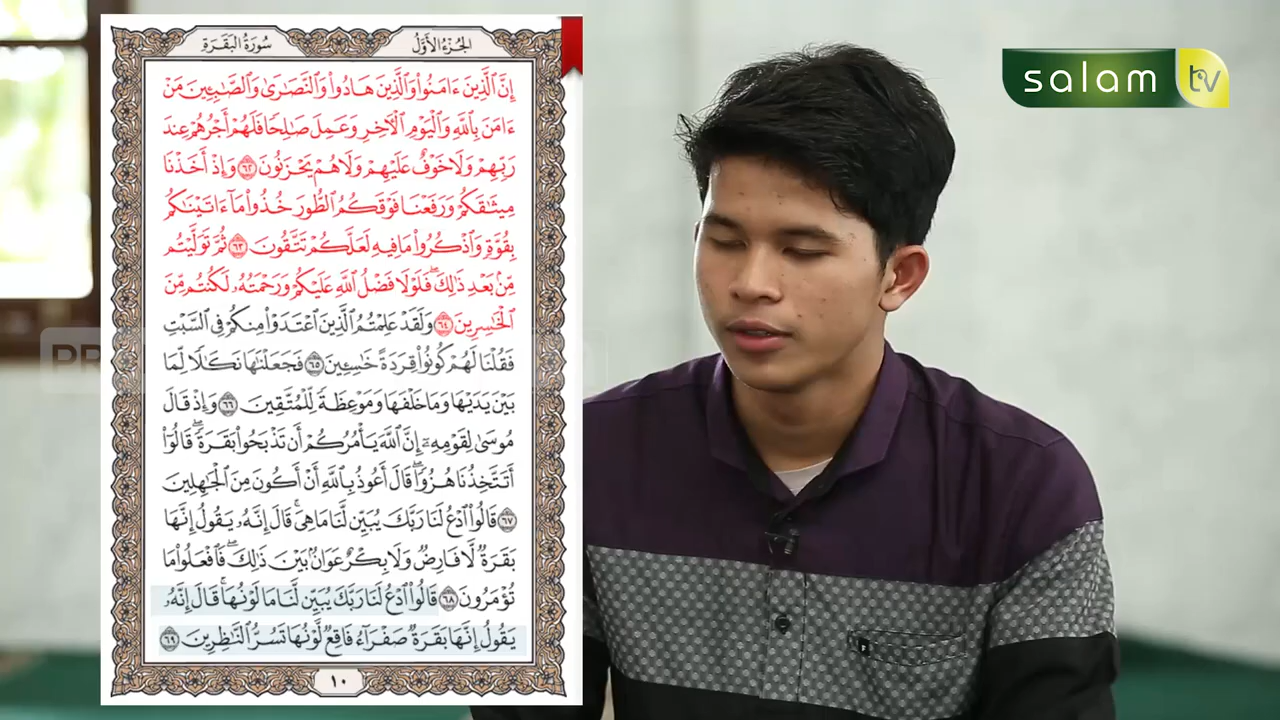 الجُزْءُ الأَوَّلُ
سُورَةُ البَقَرَةِ
إِنَّ ٱلَّذِينَ ءَامَنُوا۟ وَٱلَّذِينَ هَادُوا۟ وَٱلنَّصَٰرَىٰ وَٱلصَّٰبِـِٔينَ مَنْ
ءَامَنَ بِٱللَّهِ وَٱلْيَوْمِ ٱلْءَاخِرِ وَعَمِلَ صَٰلِحًا فَلَهُمْ أَجْرُهُمْ عِندَ
رَبِّهِمْ وَلَا خَوْفٌ عَلَيْهِمْ وَلَا هُمْ يَحْزَنُونَ ٦٢ وَإِذْ أَخَذْنَا
مِيثَٰقَكُمْ وَرَفَعْنَا فَوْقَكُمُ ٱلطُّورَ خُذُوا۟ مَآ ءَاتَيْنَٰكُم
بِقُوَّةٍ وَٱذْكُرُوا۟ مَا فِيهِ لَعَلَّكُمْ تَتَّقُونَ ٦٣ ثُمَّ تَوَلَّيْتُم
مِّنۢ بَعْدِ ذَٰلِكَ ۖ فَلَوْلَا فَضْلُ ٱللَّهِ عَلَيْكُمْ وَرَحْمَتُهُۥ لَكُنتُم مِّنَ
ٱلْخَٰسِرِينَ ٦٤ وَلَقَدْ عَلِمْتُمُ ٱلَّذِينَ ٱعْتَدَوْا۟ مِنكُمْ فِى ٱلسَّبْتِ
فَقُلْنَا لَهُمْ كُونُوا۟ قِرَدَةً خَٰسِـِٔينَ ٦٥ فَجَعَلْنَٰهَا نَكَٰلًا لِّمَا
بَيْنَ يَدَيْهَا وَمَا خَلْفَهَا وَمَوْعِظَةً لِّلْمُتَّقِينَ ٦٦ وَإِذْ قَالَ
مُوسَىٰ لِقَوْمِهِۦٓ إِنَّ ٱللَّهَ يَأْمُرُكُمْ أَن تَذْبَحُوا۟ بَقَرَةً ۖ قَالُوٓا۟
أَتَتَّخِذُنَا هُزُوًا ۖ قَالَ أَعُوذُ بِٱللَّهِ أَنْ أَكُونَ مِنَ ٱلْجَٰهِلِينَ
٦٧ قَالُوا۟ ٱدْعُ لَنَا رَبَّكَ يُبَيِّن لَّنَا مَا هِىَ ۚ قَالَ إِنَّهُۥ يَقُولُ إِنَّهَا
بَقَرَةٌ لَّا فَارِضٌ وَلَا بِكْرٌ عَوَانٌۢ بَيْنَ ذَٰلِكَ ۖ فَٱفْعَلُوا۟ مَا
تُؤْمَرُونَ ٦٨ قَالُوا۟ ٱدْعُ لَنَا رَبَّكَ يُبَيِّن لَّنَا مَا لَوْنُهَا ۚ قَالَ إِنَّهُۥ
يَقُولُ إِنَّهَا بَقَرَةٌ صَفْرَآءُ فَاقِعٌ لَّوْنُهَا تَسُرُّ ٱلنَّٰظِرِينَ ٦٩
١٠
salam tv